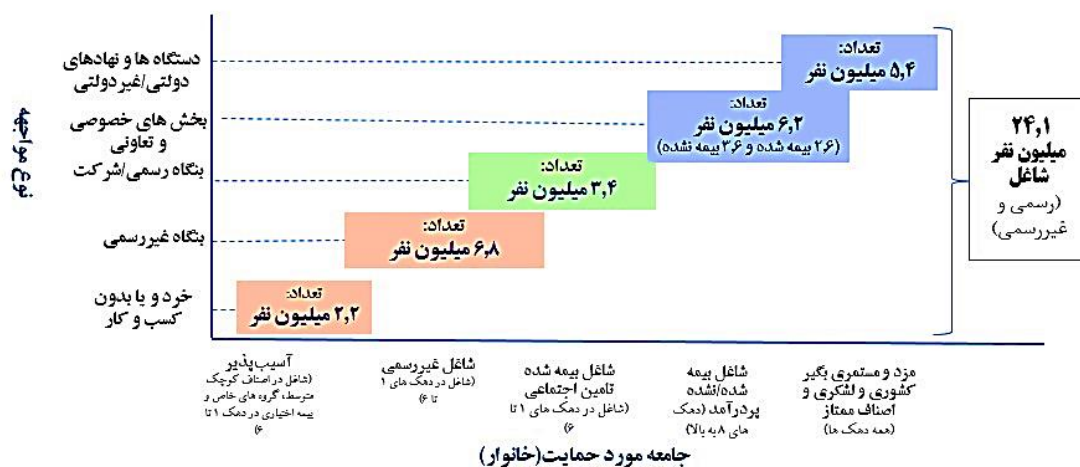 نوع مواجهه
دستگاه ها و نهادهای
دولتی/غیردولتی
بخش های خصوصی
و تعاونی
بنگاه رسمی/شرکت
بنگاه غیررسمی
خرد و یا بدون
کسب و کار
تعداد:
۵٫۴ میلیون نفر
تعداد:
۶٫۲ میلیون نفر
(۲٫۶ بیمه شده و ۳٫۶ بیمه نشده)
تعداد:
۳٫۴ میلیون نفر
تعداد:
۶٫۸ میلیون نفر
تعداد:
۲٫۲ میلیون نفر
۲۴٫۱
میلیون نفر
شاغل
(رسمی و
غیررسمی)
آسیب‌پذیر
(شاغل در اصناف کوچک
متوسط، گروه های خاص و
بیمه اختیاری در دهک ۱ تا
۶)
شاغل غیررسمی
(شاغل در دهک های ۱
تا ۶)
شاغل بیمه شده
تامین اجتماعی
(شاغل در دهک های ۱ تا
۶)
شاغل بیمه
شده/نشده
پردرآمد (دهک
های ۸ به بالا)
مزد و مستمری بگیر
کشوری و لشکری و
اصناف ممتاز
(همه دهک ها)
جامعه مورد حمایت(خانوار)